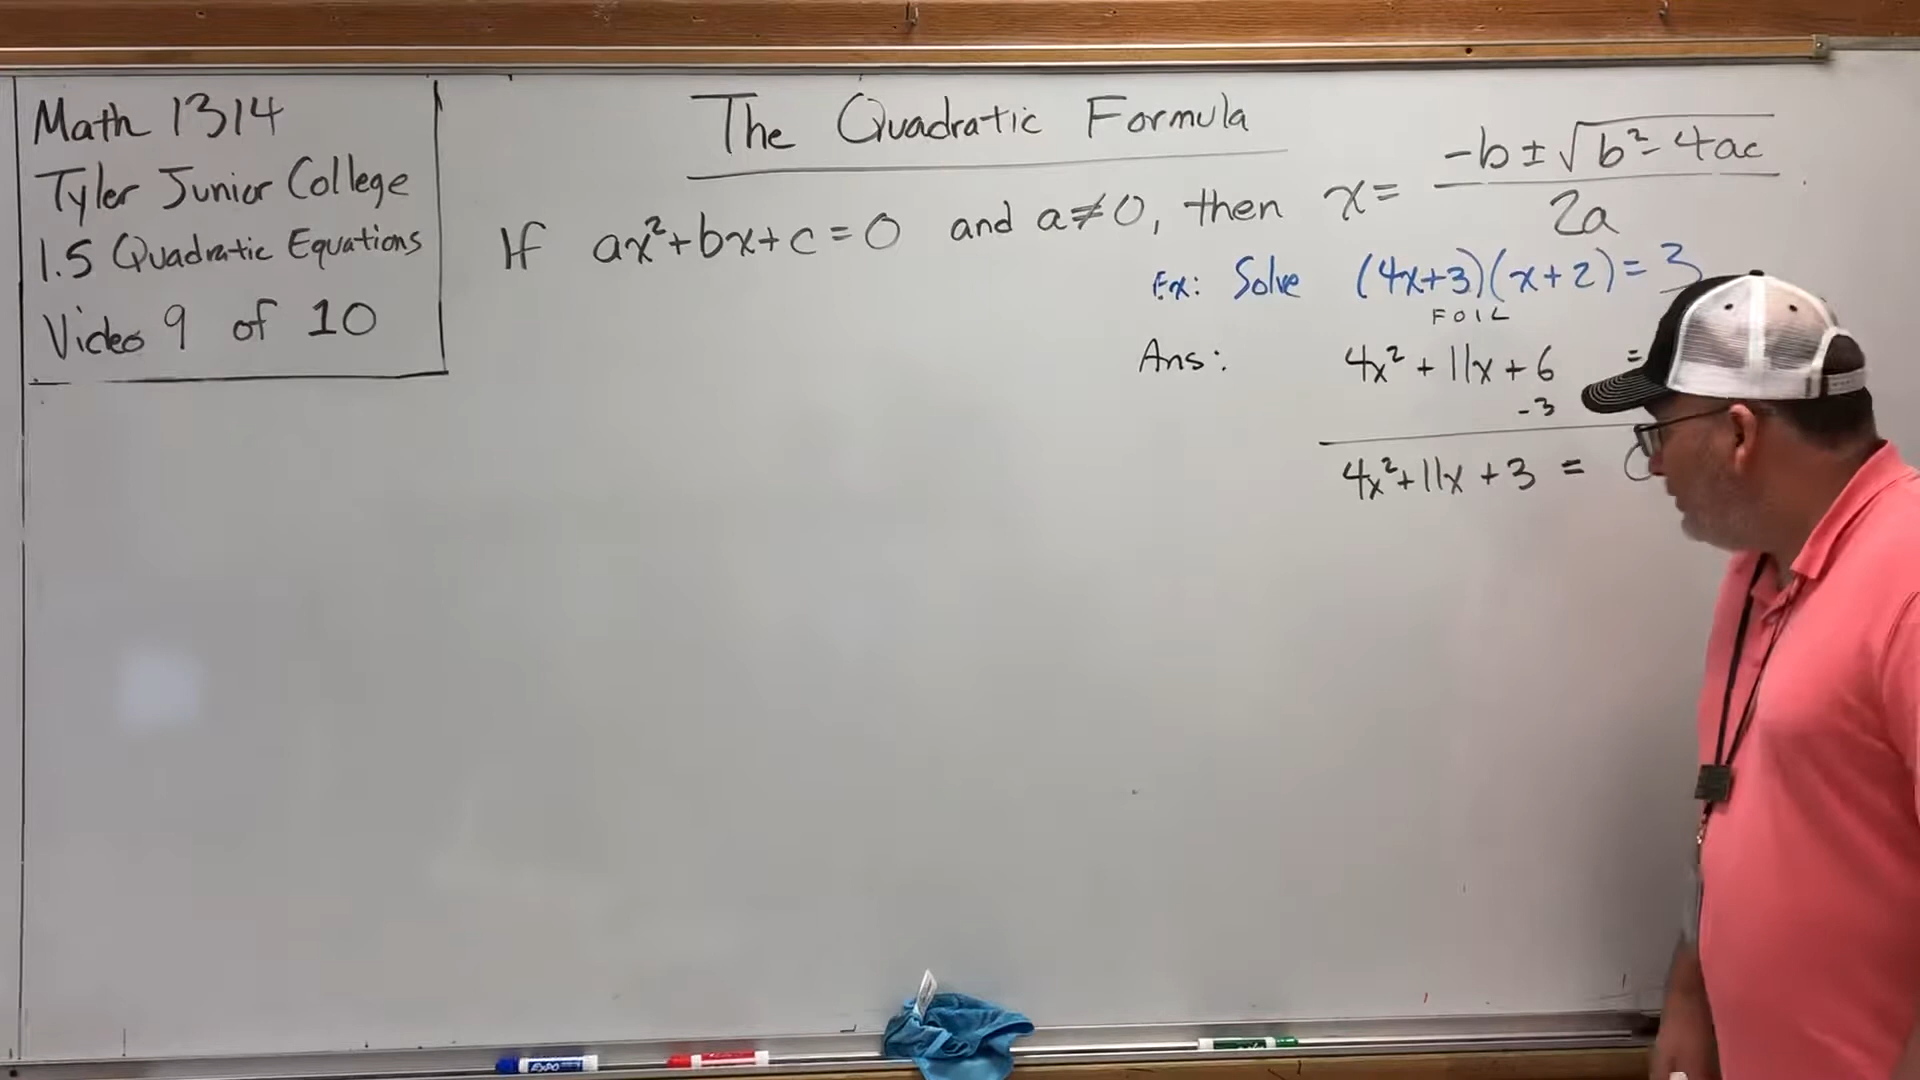 Math 1314
Tyler Junior College
1.5 Quadratic Equations
Video 9 of 10
The Quadratic Formula
If ax²+bx+c=0 and a≠0, then x= -b±√b²-4ac / 2a
Ex: Solve (4x+3)(x+2)=3
FOIL
Ans: 4x² + 11x + 6 =
-3
4x²+11x + 3 = 0
EXPO